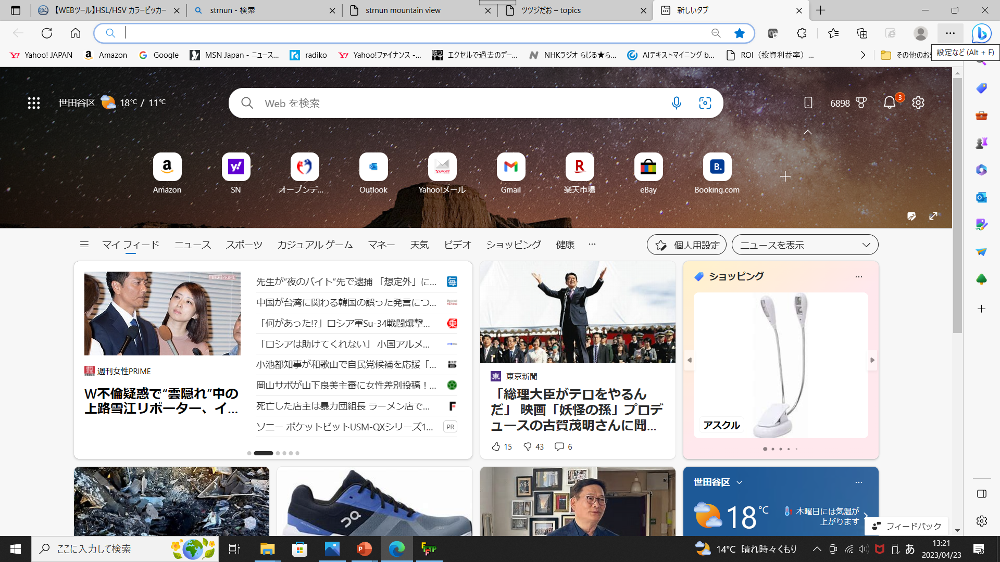 【WEBツール】HSL/HSV カラーピッカー
strnun - 検索
strnun mountain view
ツツジだお – topics
新しいタブ
Yahoo! JAPAN
Amazon
Google
MSN Japan - ニュース...
radiko
Yahoo!ファイナンス -...
エクセルで過去のデー...
NHKラジオ らじる★ら...
AIテキストマイニング b...
ROI（投資利益率）...
その他のお
設定など (Alt + F)
世田谷区
18℃ / 11℃
Web を検索
6898
3
Amazon
SN
オープンデ...
Outlook
Yahoo!メール
Gmail
楽天市場
eBay
Booking.com
マイ フィード
ニュース
スポーツ
カジュアル ゲーム
マネー
天気
ビデオ
ショッピング
健康
個人用設定
ニュースを表示
週刊女性PRIME
週刊女性PRIME
W不倫疑惑で“雲隠れ”中の
上路雪江リポーター、イ...
先生が“夜のバイト”先で逮捕 「想定外」に...
中国が台湾に関わる韓国の誤った発言につ...
「何があった!?」ロシア軍Su-34戦闘爆撃...
「ロシアは助けてくれない」 小国アルメ...
小池都知事が和歌山で自民党候補を応援「...
岡山サポが山下良美主審に女性差別投稿！...
死亡した店主は暴力団組長 ラーメン店で...
ソニー ポケットビットUSM-QXシリーズ1...
PR
東京新聞
「総理大臣がテロをやるん
だ」 映画「妖怪の孫」プロデ
ュースの古賀茂明さんに聞...
15
43
6
ショッピング
アスクル
世田谷区
18℃
木曜日には気温が
上がります
フィードバック
ここに入力して検索
14℃ 晴れ時々くもり
あ
13:21
2023/04/23